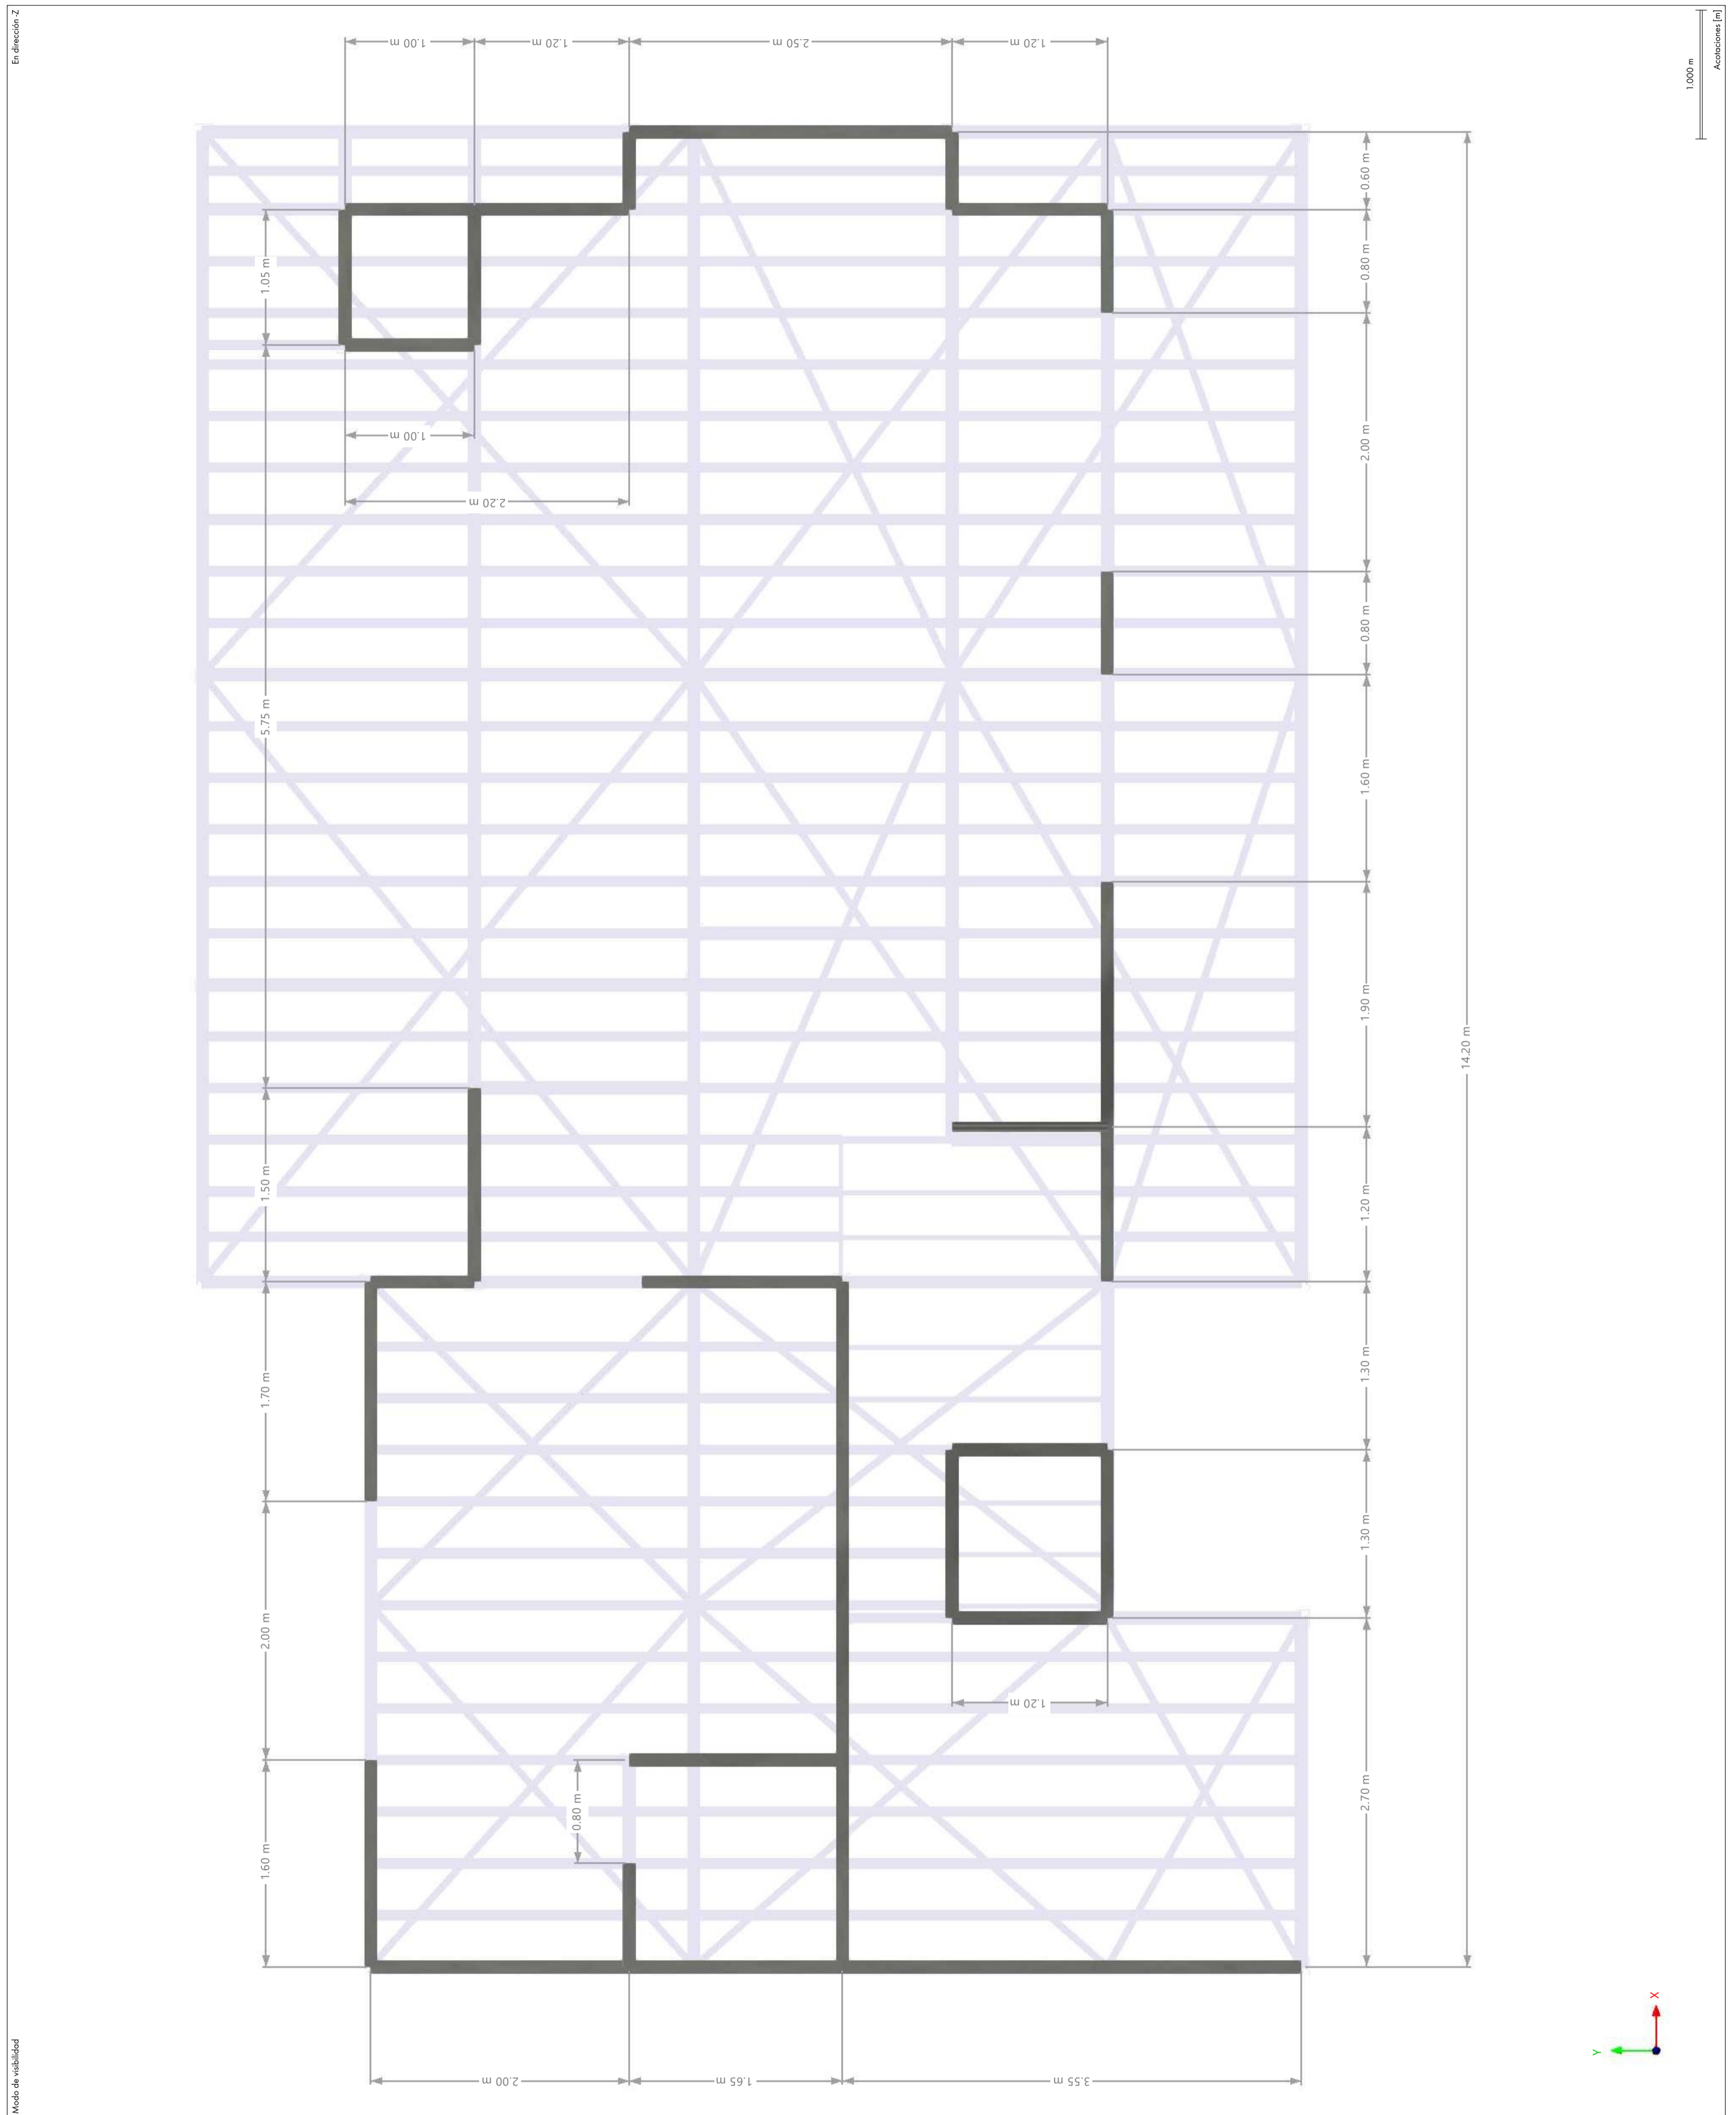 En dirección -Z
Acotaciones [m]
1.000 m
1.00 m
1.20 m
2.50 m
1.20 m
0.60 m
0.80 m
1.05 m
1.00 m
2.00 m
2.20 m
0.80 m
5.75 m
1.60 m
1.90 m
14.20 m
1.50 m
1.20 m
1.30 m
1.70 m
1.30 m
2.00 m
1.20 m
2.70 m
0.80 m
1.60 m
X
Y
Modo de visibilidad
2.00 m
1.65 m
3.55 m